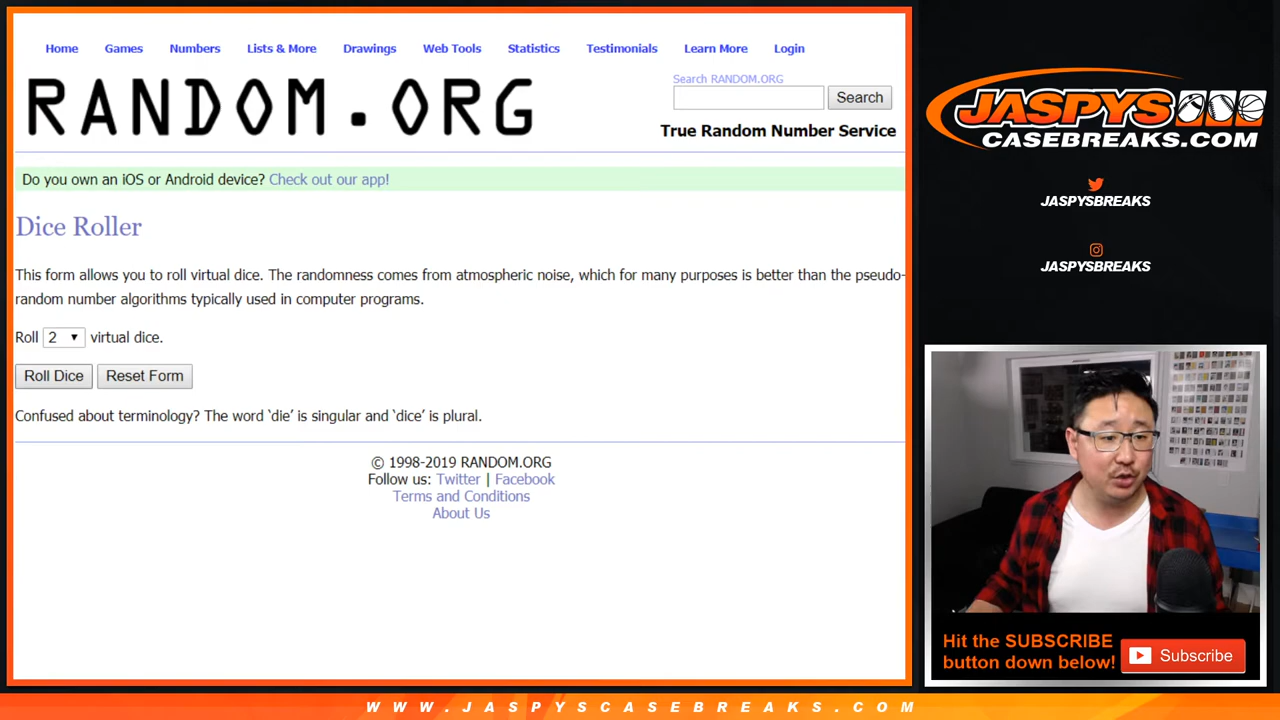 Home Games Numbers Lists & More Drawings Web Tools Statistics Testimonials Learn More Login
RANDOM.ORG
Search RANDOM.ORG
Search
True Random Number Service
Do you own an iOS or Android device? Check out our app!
Dice Roller
This form allows you to roll virtual dice. The randomness comes from atmospheric noise, which for many purposes is better than the pseudo-
random number algorithms typically used in computer programs.
Roll 2 virtual dice.
Roll Dice Reset Form
Confused about terminology? The word ‘die’ is singular and ‘dice’ is plural.
© 1998-2019 RANDOM.ORG
Follow us: Twitter | Facebook
Terms and Conditions
About Us
JASPYS
CASEBREAKS.COM
JASPYSBREAKS
JASPYSBREAKS
Hit the SUBSCRIBE
button down below!
Subscribe
WWW.JASPYSCASEBREAKS.COM